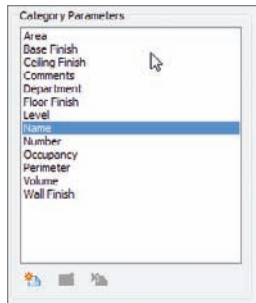 Category Parameters
Area
Base Finish
Ceiling Finish
Comments
Department
Floor Finish
Level
Name
Number
Occupancy
Perimeter
Volume
Wall Finish